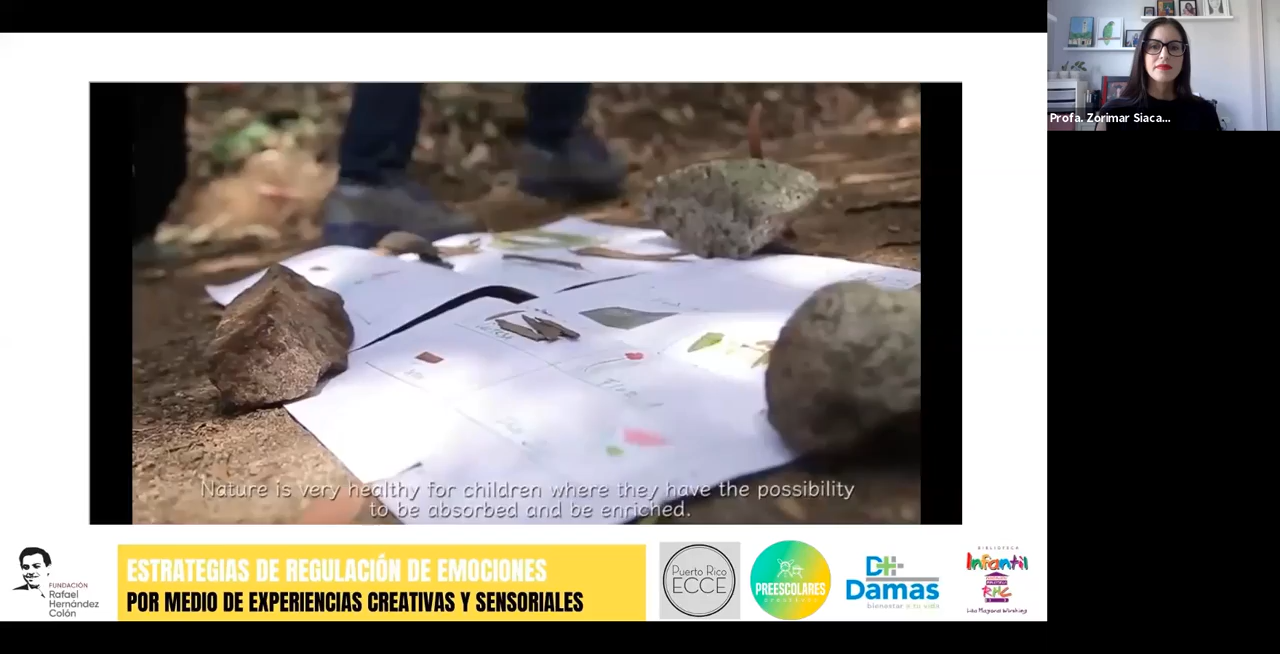 Profa. Zorimar Siaca...
Nature is very healthy for children where they have the possibility
to be absorbed and be enriched.
FUNDACIÓN
Rafael
Hernández
Colón
ESTRATEGIAS DE REGULACIÓN DE EMOCIONES
POR MEDIO DE EXPERIENCIAS CREATIVAS Y SENSORIALES
Puerto Rico
ECCE
PREESCOLARES
D+
Damas
bienestar a tu vida
BIBLIOTECA
Infantil
RHC